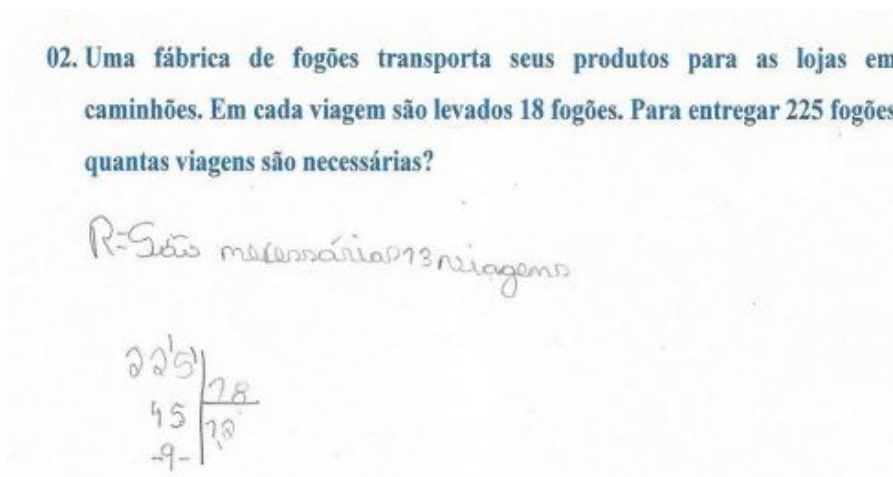 02. Uma fábrica de fogões transporta seus produtos para as lojas em
caminhões. Em cada viagem são levados 18 fogões. Para entregar 225 fogões
quantas viagens são necessárias?
R=São necessárias 13 viagens
225 18
45 12
-9-